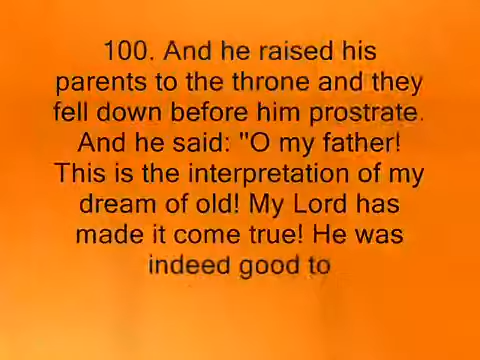 100. And he raised his
parents to the throne and they
fell down before him prostrate.
And he said: "O my father!
This is the interpretation of my
dream of old! My Lord has
made it come true! He was
indeed good to